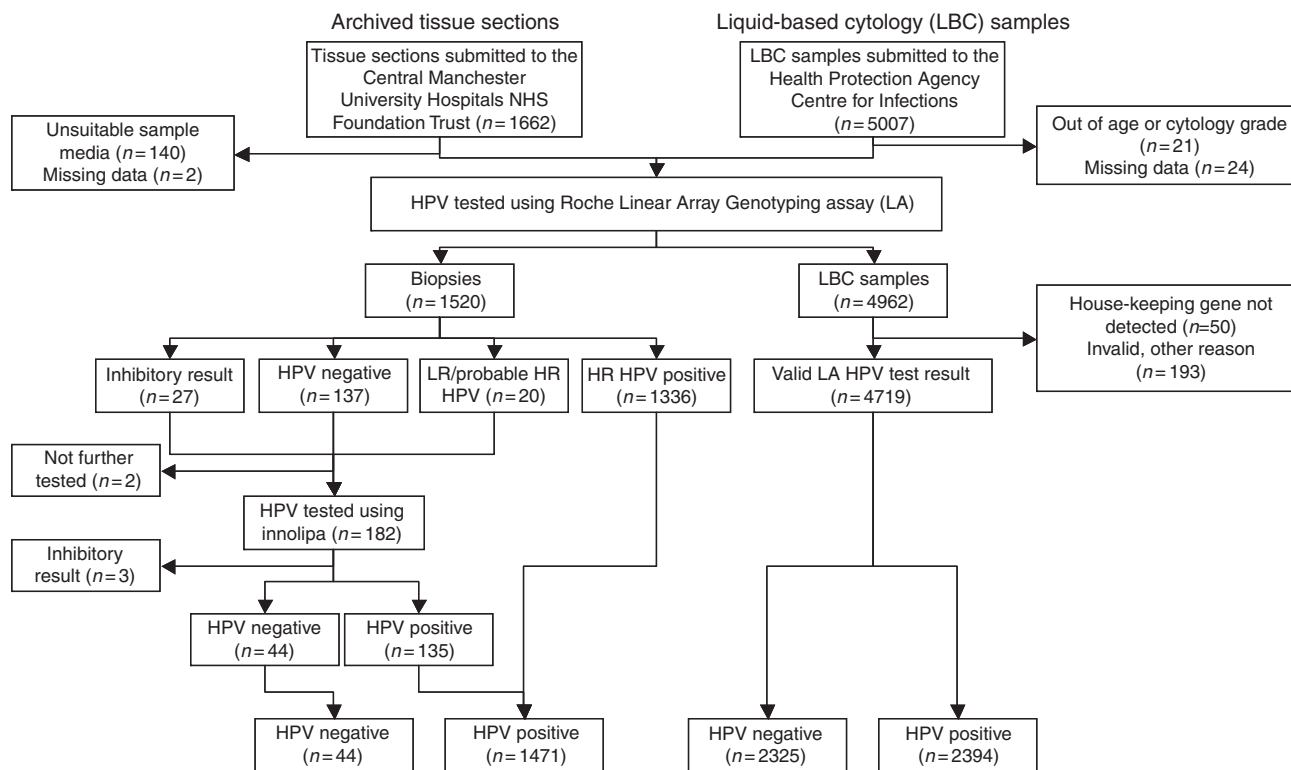 Archived tissue sections
Liquid-based cytology (LBC) samples
Tissue sections submitted to the
Central Manchester
University Hospitals NHS
Foundation Trust (n=1662)
LBC samples submitted to the
Health Protection Agency
Centre for Infections
(n=5007)
Unsuitable sample
media (n=140)
Missing data (n=2)
Out of age or cytology grade
(n=21)
Missing data (n=24)
HPV tested using Roche Linear Array Genotyping assay (LA)
Biopsies
(n=1520)
LBC samples
(n=4962)
House-keeping gene not
detected (n=50)
Invalid, other reason
(n=193)
Inhibitory result
(n=27)
HPV negative
(n=137)
LR/probable HR
HPV (n=20)
HR HPV positive
(n=1336)
Valid LA HPV test result
(n=4719)
Not further
tested (n=2)
HPV tested using
innolipa (n=182)
Inhibitory
result (n=3)
HPV negative
(n=44)
HPV positive
(n=135)
HPV negative
(n=44)
HPV positive
(n=1471)
HPV negative
(n=2325)
HPV positive
(n=2394)